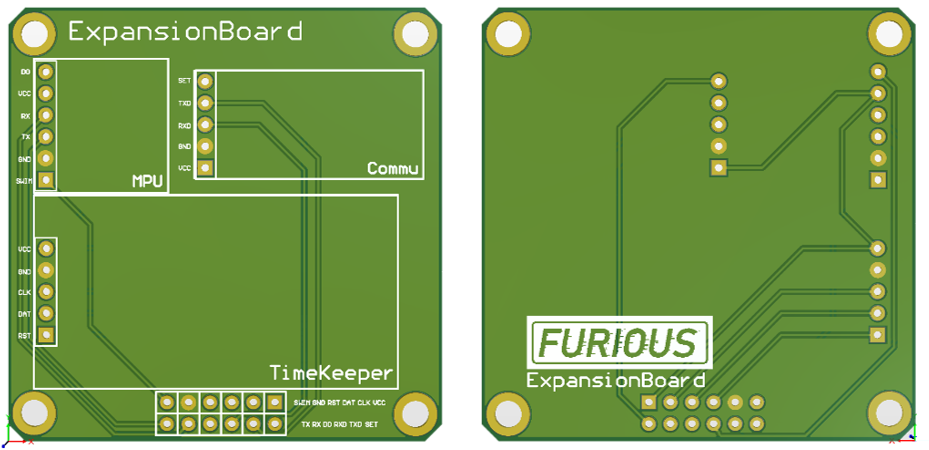 ExpansionBoard
DO
VCC
RX
TX
GND
SWIM
MPU
SET
TXD
RXD
GND
VCC
Commu
VCC
GND
CLK
DAT
RST
TimeKeeper
SWIM GND RST DAT CLK VCC
TX RX DO RXD TXD SET
FURIOUS
ExpansionBoard